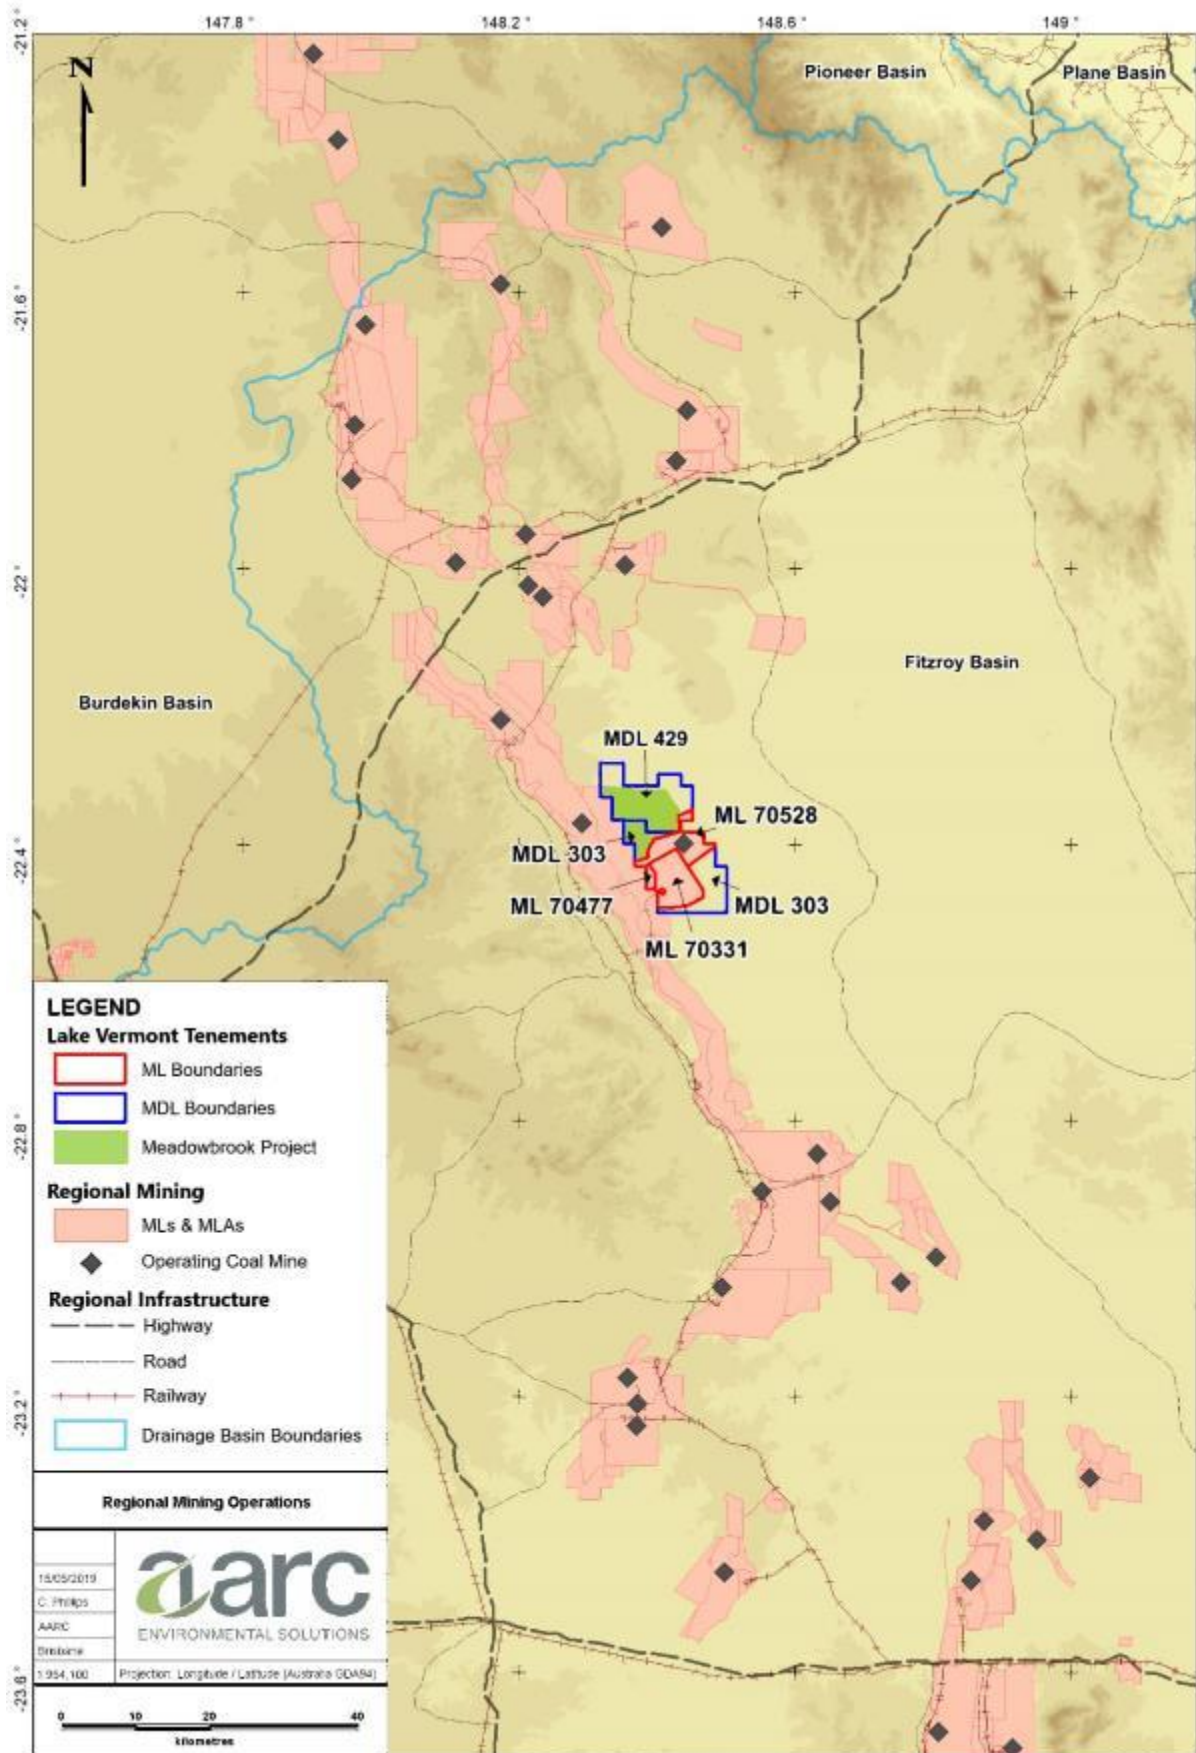 147.8 °
148.2 °
148.6 °
149 °
-21.2 °
-21.6 °
-22 °
-22.4 °
-22.8 °
-23.2 °
-23.6 °
N
Pioneer Basin
Plane Basin
Fitzroy Basin
Burdekin Basin
MDL 429
ML 70528
MDL 303
ML 70477
MDL 303
ML 70331
LEGEND
Lake Vermont Tenements
ML Boundaries
MDL Boundaries
Meadowbrook Project
Regional Mining
MLs & MLAs
Operating Coal Mine
Regional Infrastructure
Highway
Road
Railway
Drainage Basin Boundaries
Regional Mining Operations
15/05/2019
C. Phillips
AARC
Brisbane
1:954,100
aarc
ENVIRONMENTAL SOLUTIONS
Projection: Longitude / Latitude (Australia GDA94)
0 10 20 40
kilometres